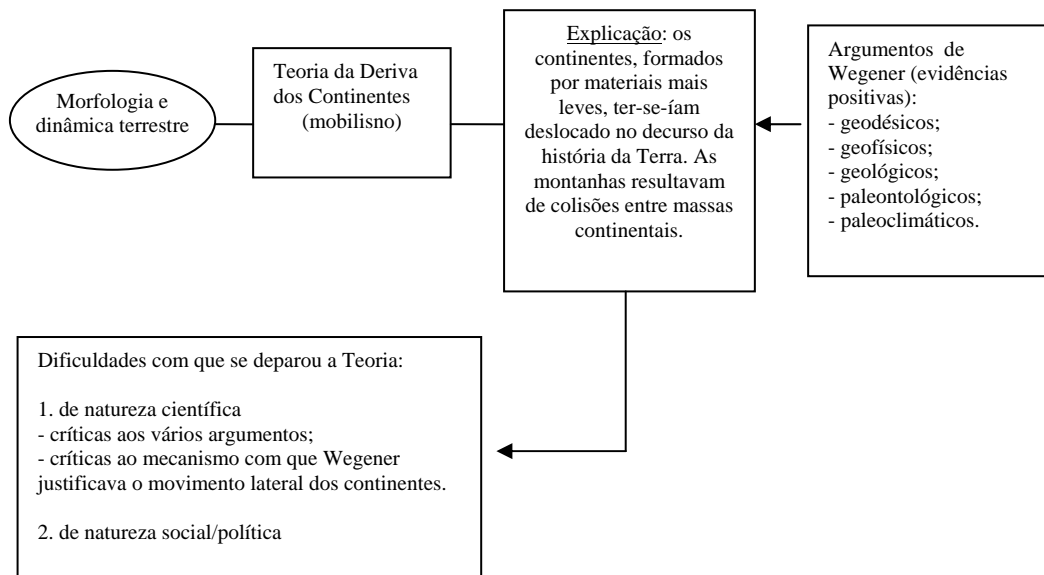 Morfologia e
dinâmica terrestre
Teoria da Deriva
dos Continentes
(mobilisno)
Explicação: os
continentes, formados
por materiais mais
leves, ter-se-íam
deslocado no decurso da
história da Terra. As
montanhas resultavam
de colisões entre massas
continentais.
Argumentos de
Wegener (evidências
positivas):
- geodésicos;
- geofísicos;
- geológicos;
- paleontológicos;
- paleoclimáticos.
Dificuldades com que se deparou a Teoria:
1. de natureza científica
- críticas aos vários argumentos;
- críticas ao mecanismo com que Wegener
justificava o movimento lateral dos continentes.
2. de natureza social/política